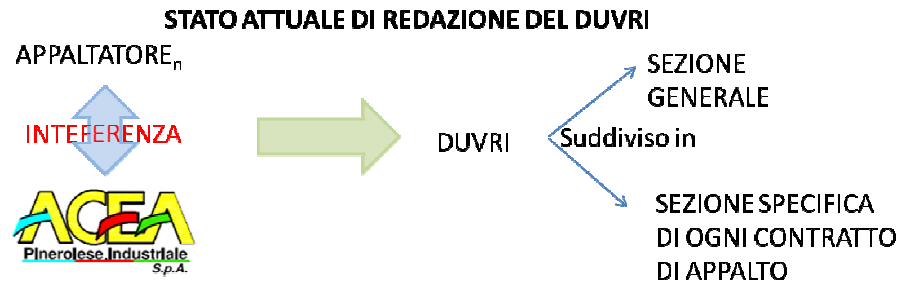 STATO ATTUALE DI REDAZIONE DEL DUVRI
APPALTATOREn
INTEFERENZA
ACEA
Pinerolese.Industriale
S.p.A.
DUVRI
Suddiviso in
SEZIONE
GENERALE
SEZIONE SPECIFICA
DI OGNI CONTRATTO
DI APPALTO